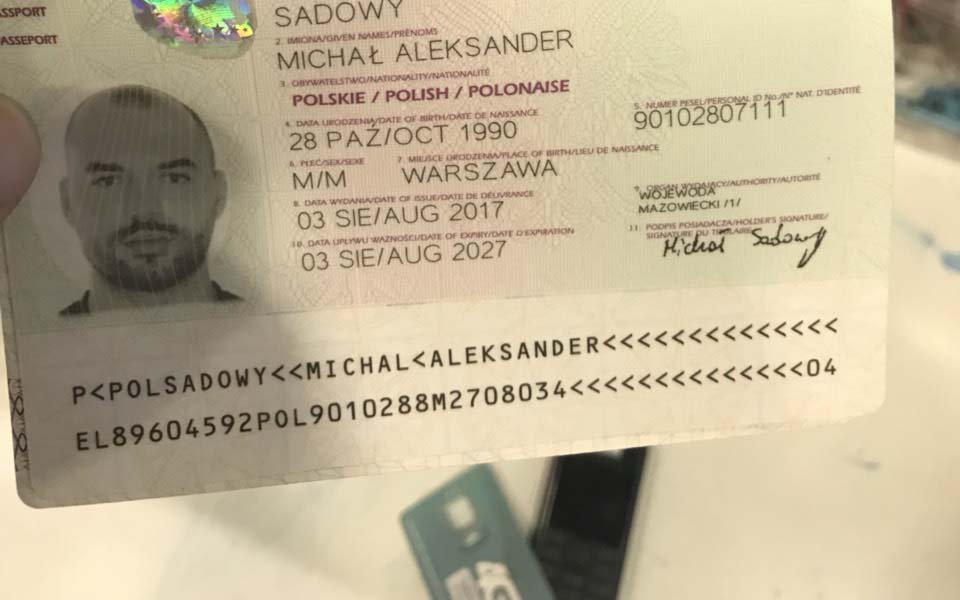 ASSPORT
ASSEPORT
SADOWY
2. IMIONA/GIVEN NAMES/PRÉNOMS
MICHAŁ ALEKSANDER
3. OBYWATELSTWO/NATIONALITY/NATIONALITÉ
POLSKIE / POLISH / POLONAISE
4. DATA URODZENIA/DATE OF BIRTH/DATE DE NAISSANCE
28 PAŹ/OCT 1990
5. NUMER PESEL/PERSONAL ID No./N° NAT. D'IDENTITÉ
90102807111
6. PŁEĆ/SEX/SEXE
M/M
7. MIEJSCE URODZENIA/PLACE OF BIRTH/LIEU DE NAISSANCE
WARSZAWA
8. DATA WYDANIA/DATE OF ISSUE/DATE DE DÉLIVRANCE
03 SIE/AUG 2017
9. ORGAN WYDAJĄCY/AUTHORITY/AUTORITÉ
WOJEWODA
MAZOWIECKI /1/
10. DATA UPŁYWU WAŻNOŚCI/DATE OF EXPIRY/DATE D'EXPIRATION
03 SIE/AUG 2027
11. PODPIS POSIADACZA/HOLDER'S SIGNATURE/
SIGNATURE DU TITULAIRE
Michał Sadowy
P<POLSADOWY<<MICHAL<ALEKSANDER<<<<<<<<<<<<<<
EL89604592POL9010288M2708034<<<<<<<<<<<<<<04